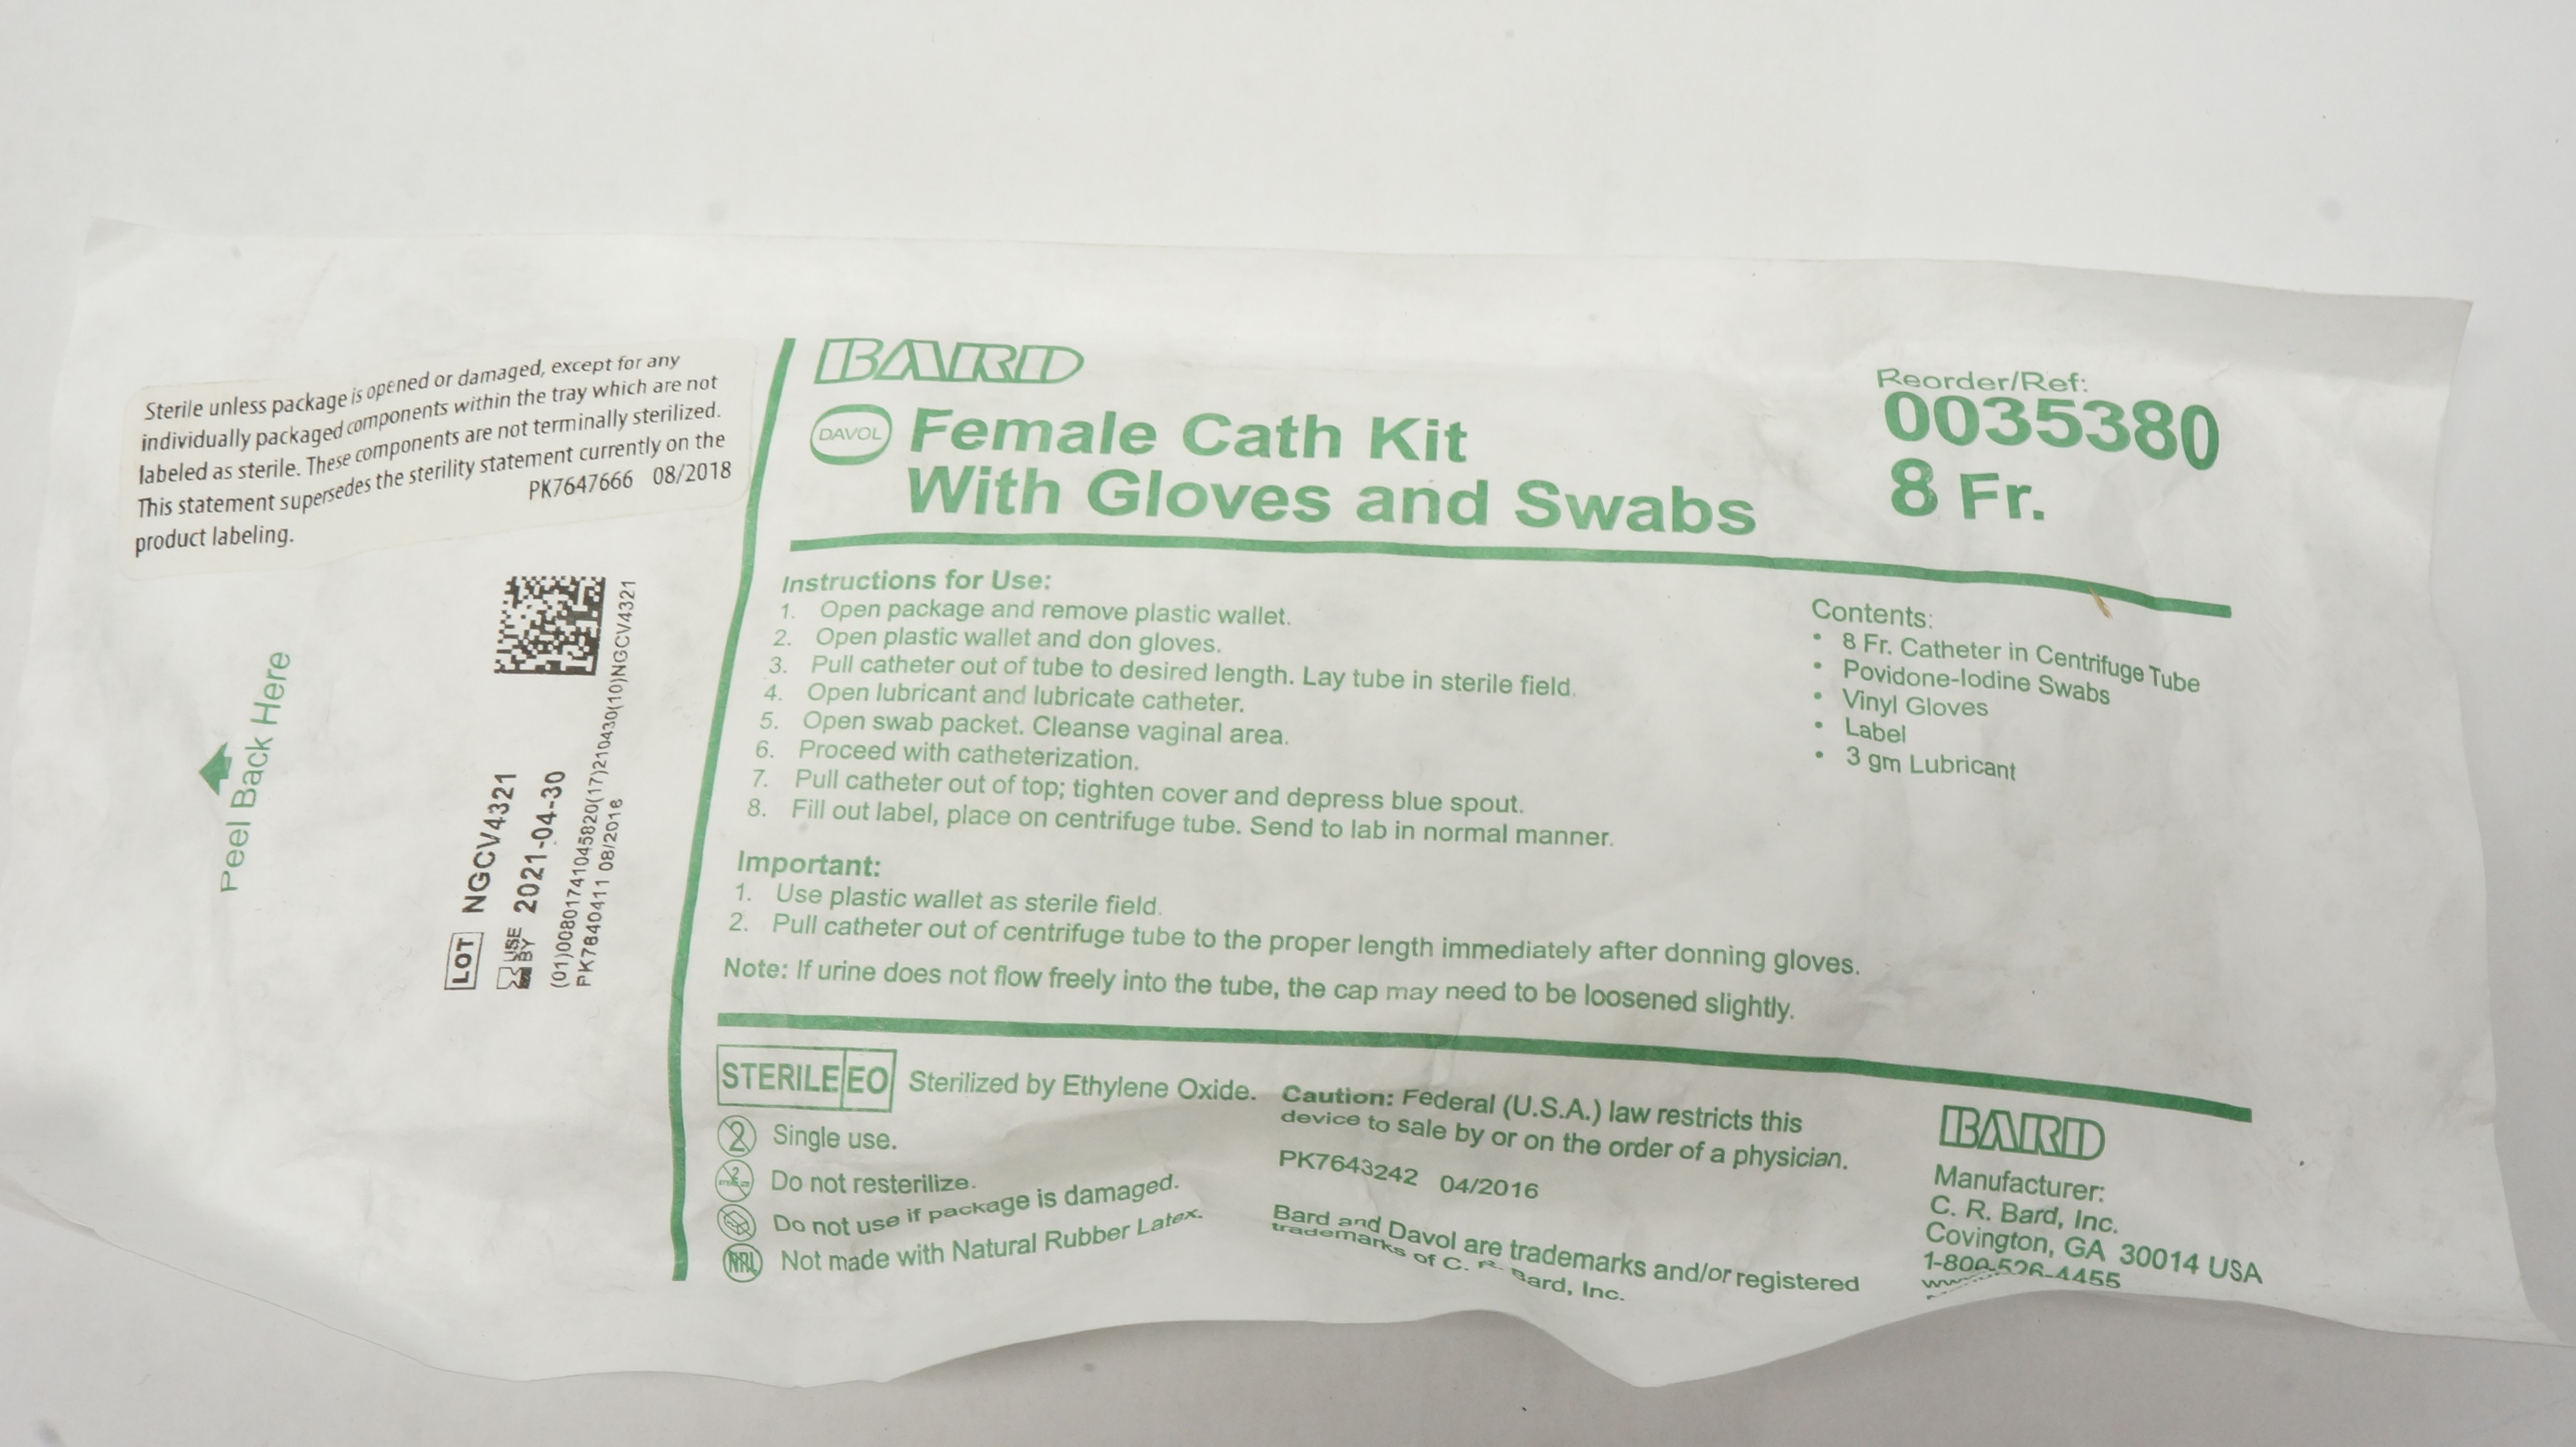 Sterile unless package is opened or damaged, except for any
individually packaged components within the tray which are not
labeled as sterile. These components are not terminally sterilized.
This statement supersedes the sterility statement currently on the
product labeling.
PK7647666 08/2018
Peel Back Here
LOT NGCV4321
USE BY 2021-04-30
(01)00801741045820(17)210430(10)NGCV4321
PK7840411 08/2016
BARD
DAVOL
Female Cath Kit
With Gloves and Swabs
Reorder/Ref:
0035380
8 Fr.
Instructions for Use:
1. Open package and remove plastic wallet.
2. Open plastic wallet and don gloves.
3. Pull catheter out of tube to desired length. Lay tube in sterile field.
4. Open lubricant and lubricate catheter.
5. Open swab packet. Cleanse vaginal area.
6. Proceed with catheterization.
7. Pull catheter out of top; tighten cover and depress blue spout.
8. Fill out label, place on centrifuge tube. Send to lab in normal manner.
Contents:
• 8 Fr. Catheter in Centrifuge Tube
• Povidone-Iodine Swabs
• Vinyl Gloves
• Label
• 3 gm Lubricant
Important:
1. Use plastic wallet as sterile field.
2. Pull catheter out of centrifuge tube to the proper length immediately after donning gloves.
Note: If urine does not flow freely into the tube, the cap may need to be loosened slightly.
STERILE EO Sterilized by Ethylene Oxide.
2 Single use.
Do not resterilize.
Do not use if package is damaged.
NRL Not made with Natural Rubber Latex.
Caution: Federal (U.S.A.) law restricts this
device to sale by or on the order of a physician.
PK7643242 04/2016
Bard and Davol are trademarks and/or registered
trademarks of C. R. Bard, Inc.
BARD
Manufacturer:
C. R. Bard, Inc.
Covington, GA 30014 USA
1-800-526-4455